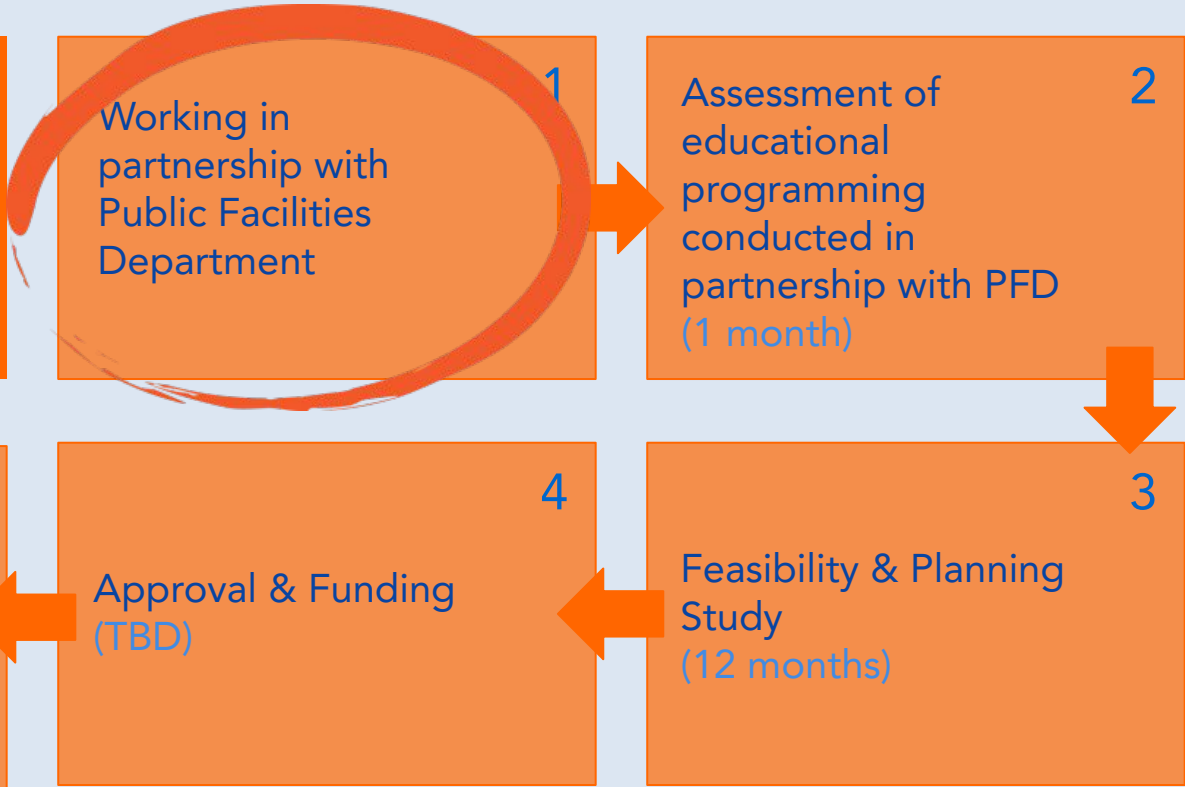 1
Working in
partnership with
Public Facilities
Department
2
Assessment of
educational
programming
conducted in
partnership with PFD
(1 month)
3
Feasibility & Planning
Study
(12 months)
4
Approval & Funding
(TBD)